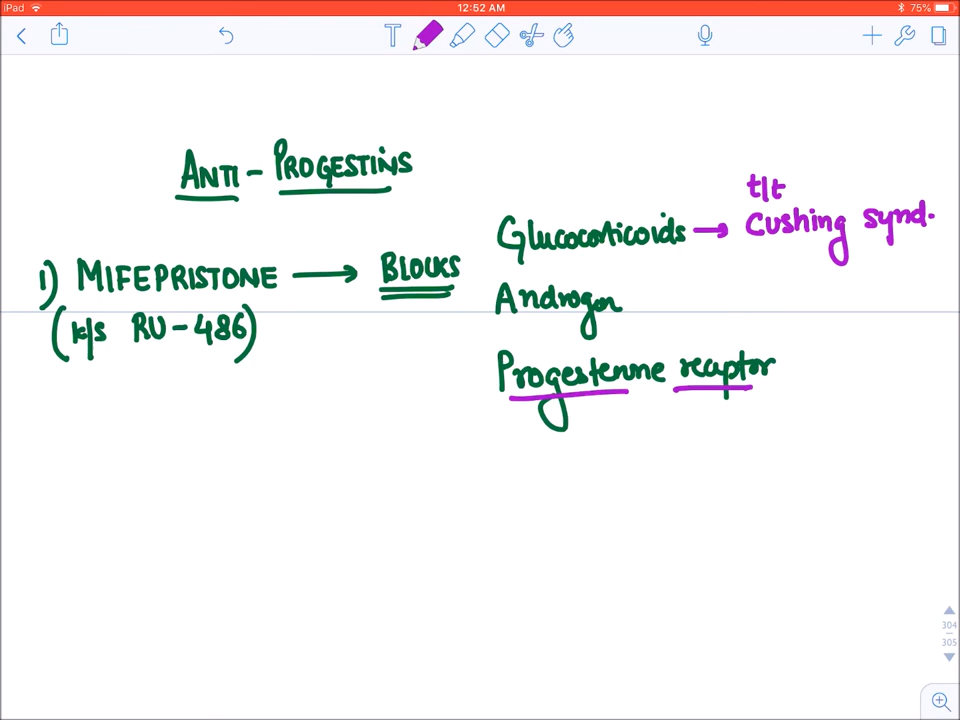 iPad
12:52 AM
75%
T
ANTI - PROGESTINS
1) MIFEPRISTONE → BLOCKS
(k/s RU-486)
Glucocorticoids → t/t
Cushing synd.
Androgen
Progesterone receptor
304
305